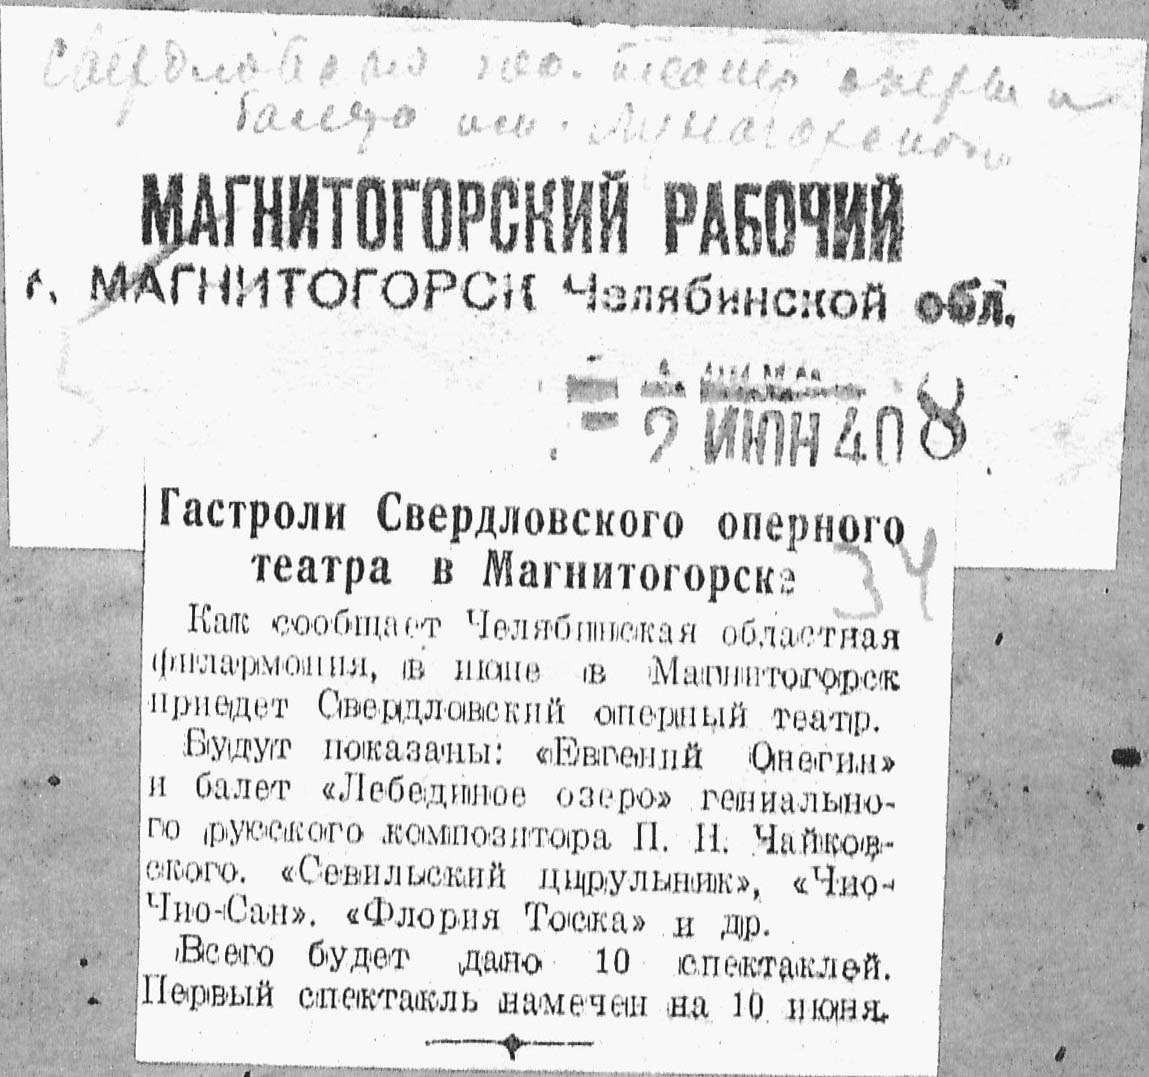 Свердловско гос. театр оперы и
балета им. Луначарского
МАГНИТОГОРСКИЙ РАБОЧИЙ
г. МАГНИТОГОРСК Челябинской обл.
2 ИЮН 40 8
Гастроли Свердловского оперного
театра в Магнитогорске
34
Как сообщает Челябинская областная
филармония, в июне в Магнитогорск
приедет Свердловский оперный театр.
Будут показаны: «Евгений Онегин»
и балет «Лебединое озеро» гениально-
го русского композитора П. И. Чайков-
ского. «Севильский цирульник», «Чио-
Чио-Сан». «Флория Тоска» и др.
Всего будет дано 10 спектаклей.
Первый спектакль намечен на 10 июня.